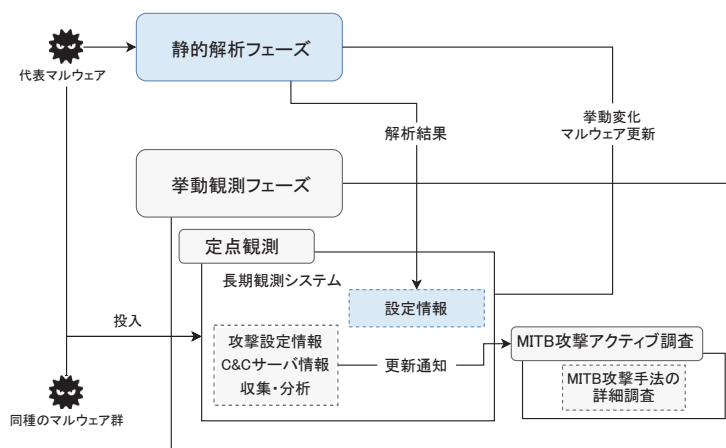 静的解析フェーズ
代表マルウェア
解析結果
挙動変化
マルウェア更新
挙動観測フェーズ
定点観測
長期観測システム
設定情報
投入
攻撃設定情報
C&Cサーバ情報
収集・分析
更新通知
MITB攻撃アクティブ調査
MITB攻撃手法の
詳細調査
同種のマルウェア群